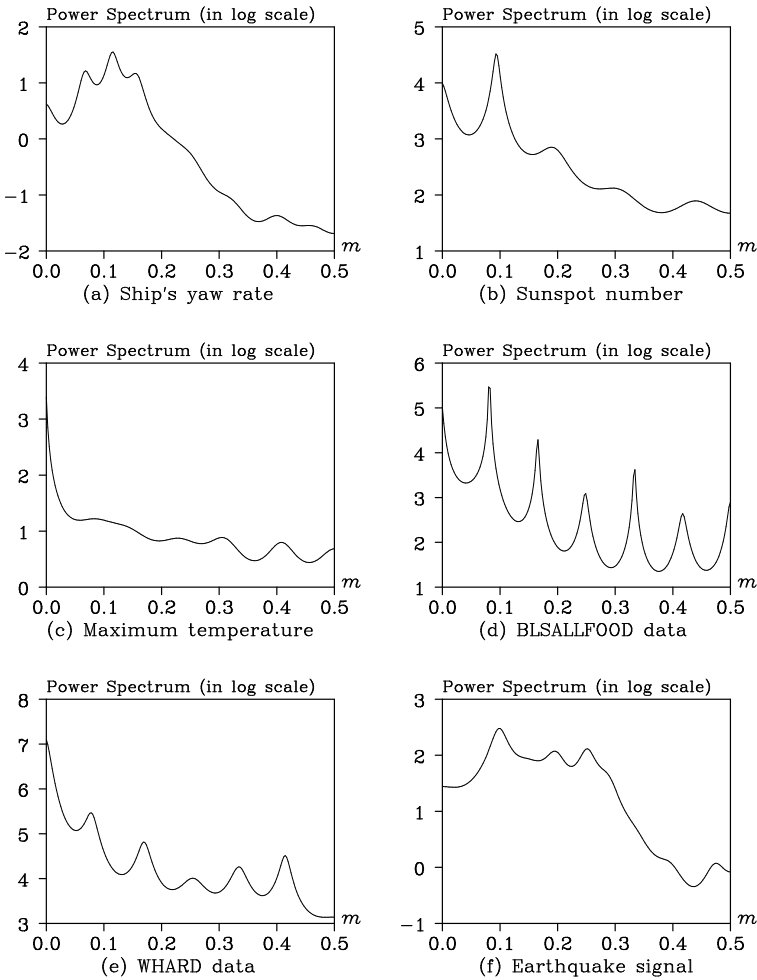 Power Spectrum (in log scale)
2
1
0
−1
−2
0.0 0.1 0.2 0.3 0.4 0.5
m
(a) Ship's yaw rate
Power Spectrum (in log scale)
5
4
3
2
1
0.0 0.1 0.2 0.3 0.4 0.5
m
(b) Sunspot number
Power Spectrum (in log scale)
4
3
2
1
0
0.0 0.1 0.2 0.3 0.4 0.5
m
(c) Maximum temperature
Power Spectrum (in log scale)
6
5
4
3
2
1
0.0 0.1 0.2 0.3 0.4 0.5
m
(d) BLSALLFOOD data
Power Spectrum (in log scale)
8
7
6
5
4
3
0.0 0.1 0.2 0.3 0.4 0.5
m
(e) WHARD data
Power Spectrum (in log scale)
3
2
1
0
−1
0.0 0.1 0.2 0.3 0.4 0.5
m
(f) Earthquake signal